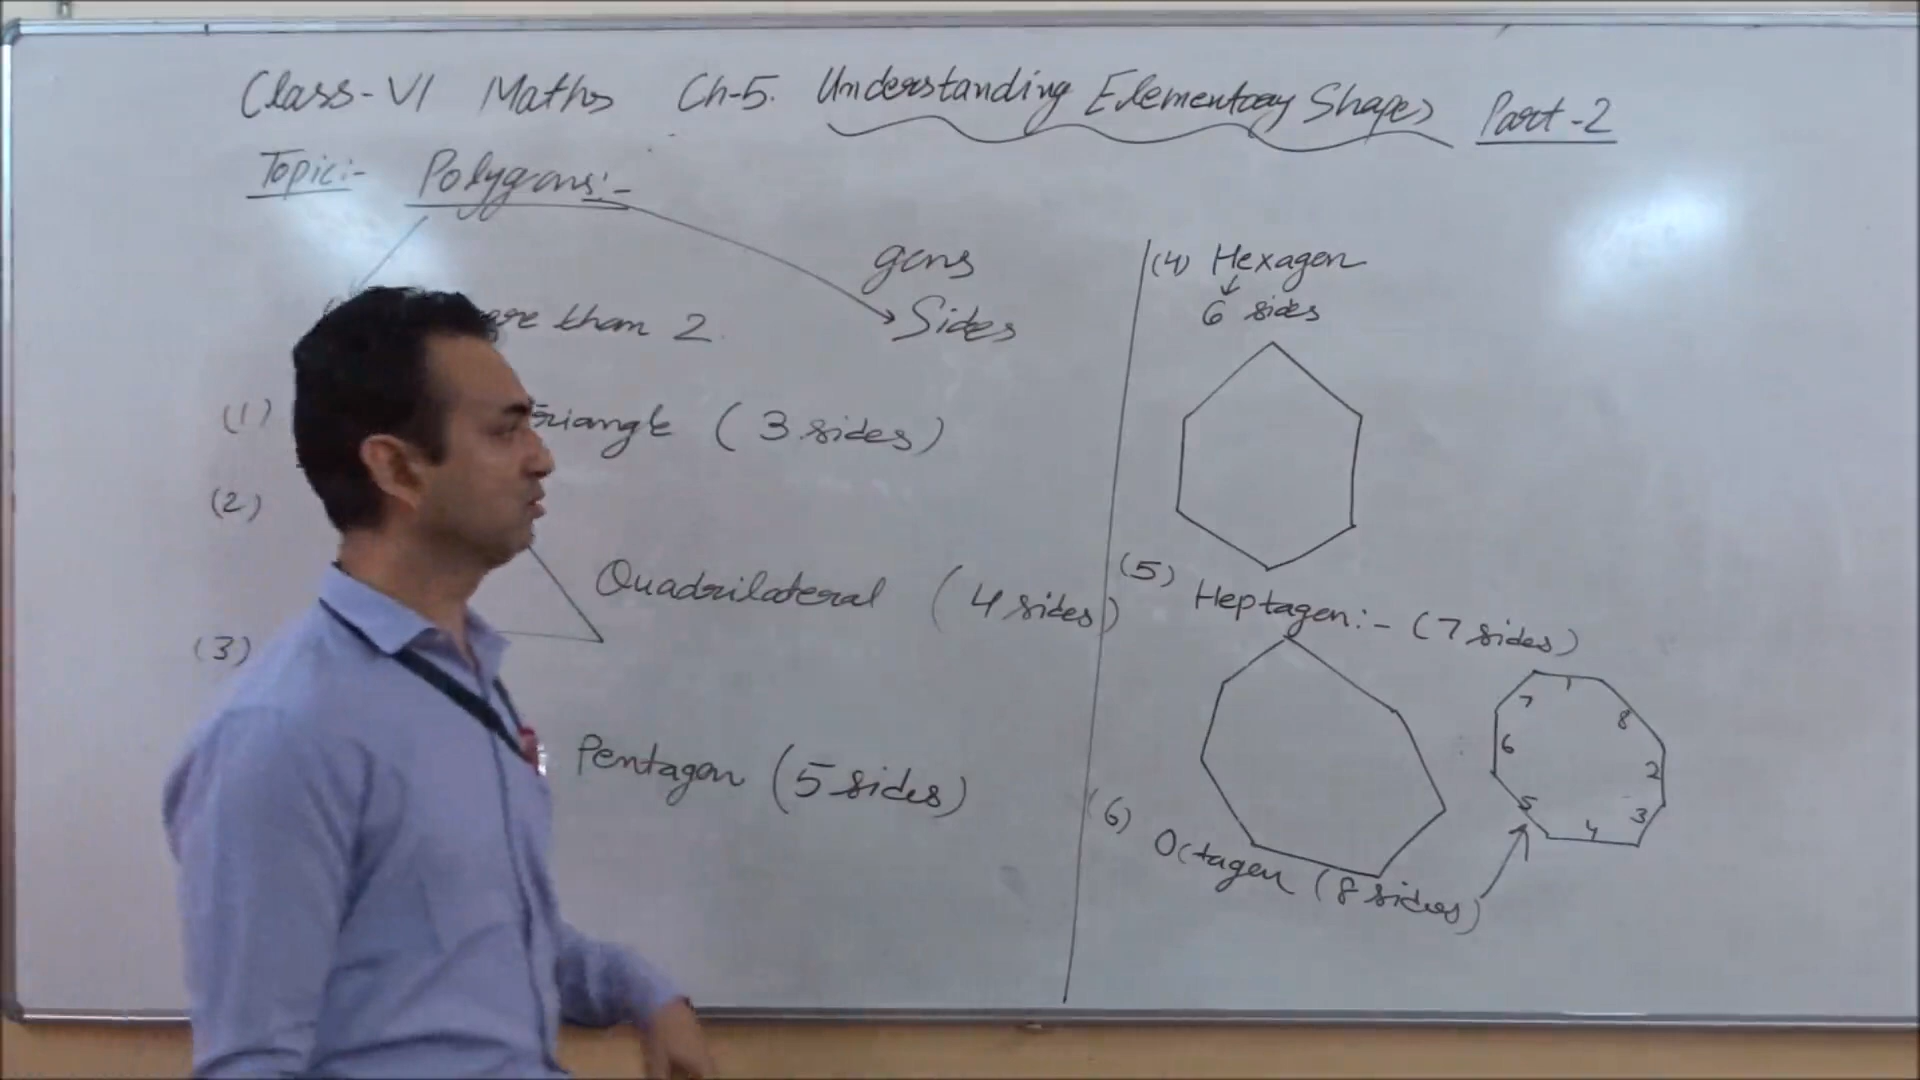 Class-VI Maths Ch-5. Understanding Elementary Shapes Part-2
Topic:- Polygons:-
gons
than 2.
Sides
(1) (3 sides)
(2)
Quadrilateral (4 sides)
(3)
Pentagon (5 sides)
(4) Hexagon
6 sides
(5) Heptagon:- (7 sides)
(6) Octagon (8 sides)
1
8
2
3
4
5
6
7